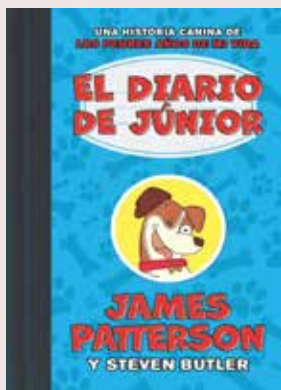 UNA HISTORIA CANINA DE
LOS PEORES AÑOS DE MI VIDA
EL DIARIO
DE JÚNIOR
JAMES
PATTERSON
Y STEVEN BUTLER